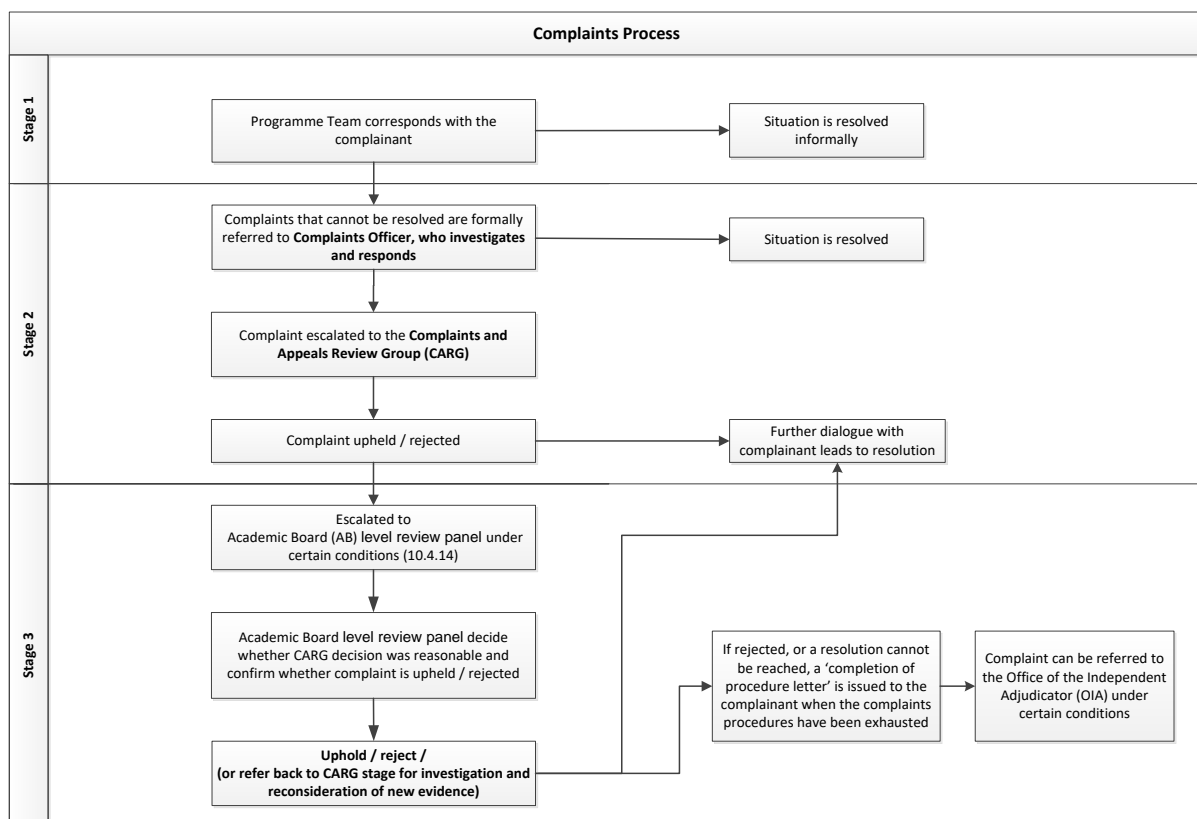 Complaints Process
Stage 1
Programme Team corresponds with the
complainant
Situation is resolved
informally
Stage 2
Complaints that cannot be resolved are formally
referred to Complaints Officer, who investigates
and responds
Situation is resolved
Complaint escalated to the Complaints and
Appeals Review Group (CARG)
Complaint upheld / rejected
Further dialogue with
complainant leads to resolution
Stage 3
Escalated to
Academic Board (AB) level review panel under
certain conditions (10.4.14)
Academic Board level review panel decide
whether CARG decision was reasonable and
confirm whether complaint is upheld / rejected
If rejected, or a resolution cannot
be reached, a ‘completion of
procedure letter’ is issued to the
complainant when the complaints
procedures have been exhausted
Complaint can be referred to
the Office of the Independent
Adjudicator (OIA) under
certain conditions
Uphold / reject /
(or refer back to CARG stage for investigation and
reconsideration of new evidence)